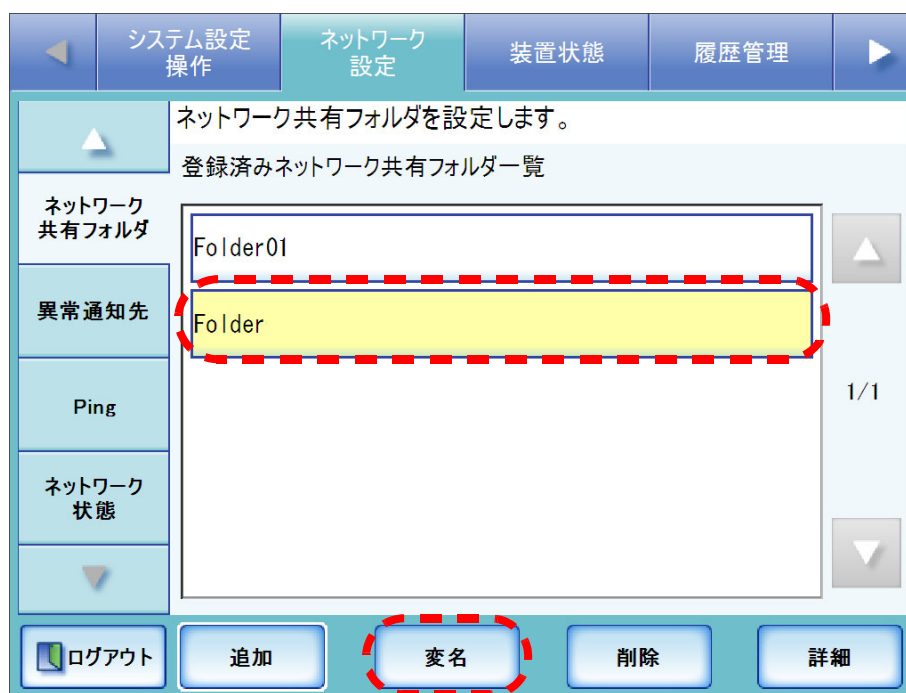 システム設定
操作
ネットワーク
設定
装置状態
履歴管理
ネットワーク共有フォルダを設定します。
登録済みネットワーク共有フォルダ一覧
ネットワーク
共有フォルダ
異常通知先
Ping
ネットワーク
状態
Folder01
Folder
1/1
ログアウト
追加
変名
削除
詳細